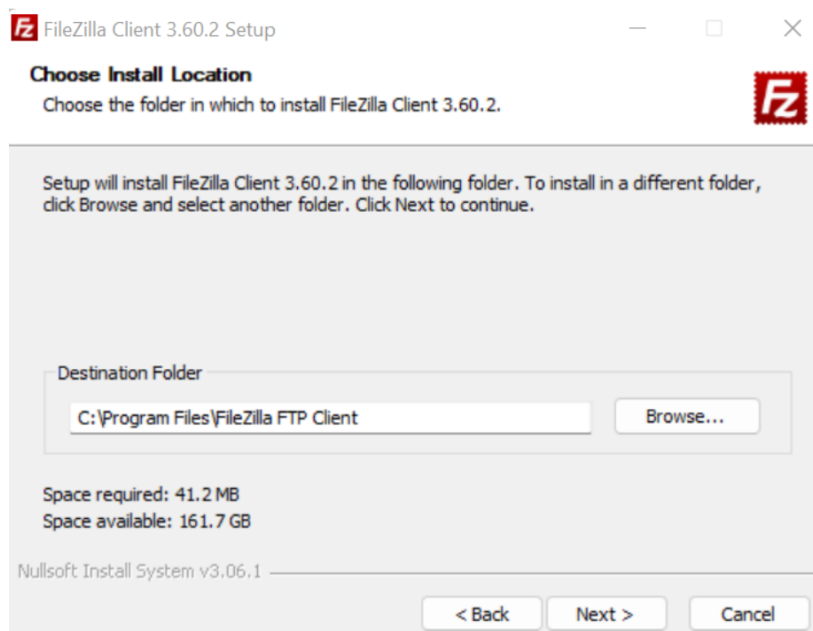 FZ FileZilla Client 3.60.2 Setup
Choose Install Location
Choose the folder in which to install FileZilla Client 3.60.2.
FZ
Setup will install FileZilla Client 3.60.2 in the following folder. To install in a different folder,
click Browse and select another folder. Click Next to continue.
Destination Folder
C:\Program Files\FileZilla FTP Client
Browse...
Space required: 41.2 MB
Space available: 161.7 GB
Nullsoft Install System v3.06.1
< Back
Next >
Cancel